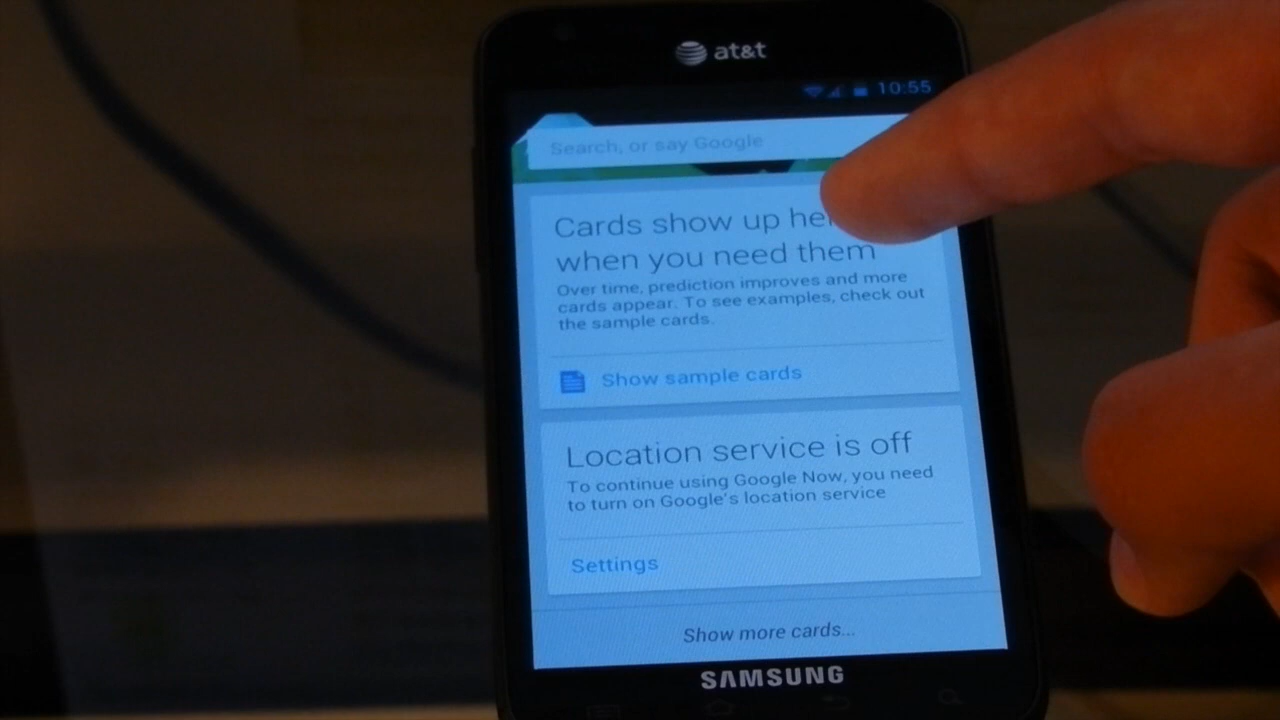 at&t
10:55
Search, or say Google
Cards show up
when you need them
Over time, prediction improves and more
cards appear. To see examples, check out
the sample cards.
Show sample cards
Location service is off
To continue using Google Now, you need
to turn on Google's location service
Settings
Show more cards...
SAMSUNG